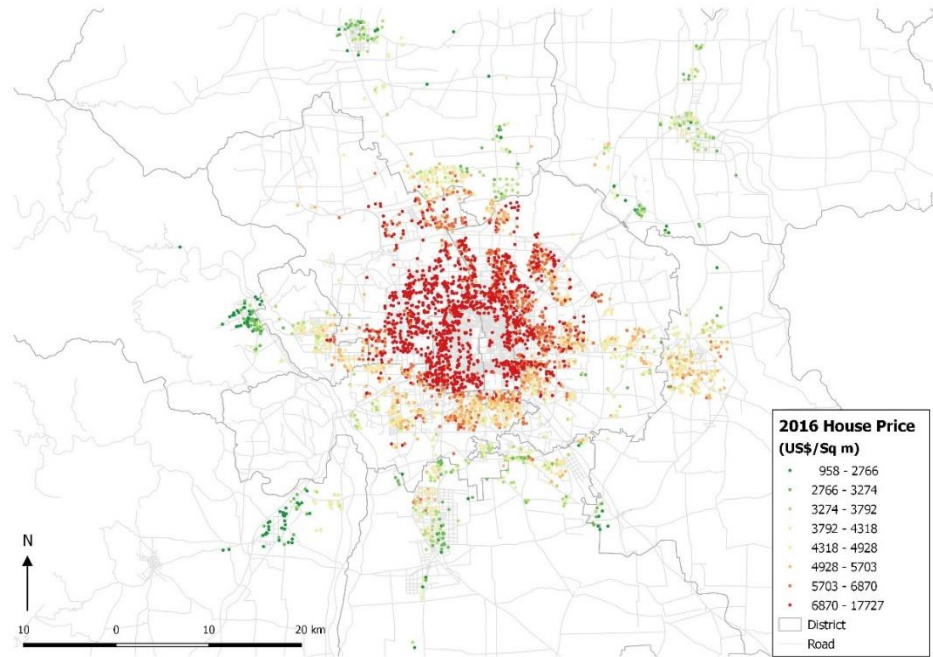 2016 House Price
(US$/Sq m)
958 - 2766
2766 - 3274
3274 - 3792
3792 - 4318
4318 - 4928
4928 - 5703
5703 - 6870
6870 - 17727
District
Road
N
10 0 10 20 km